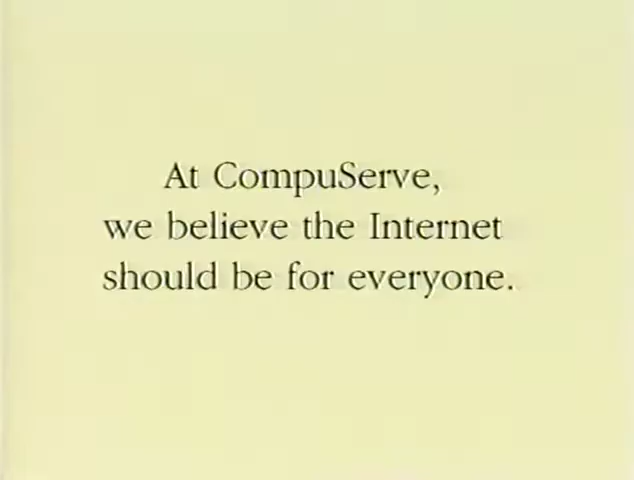 At CompuServe,
we believe the Internet
should be for everyone.